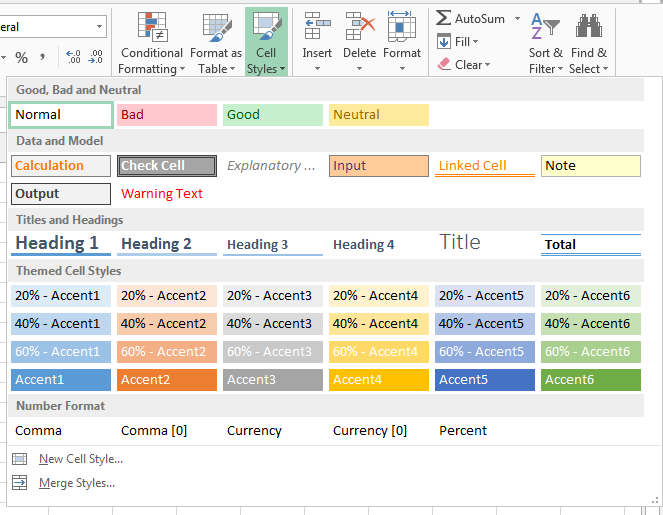 eral
% ,
←.0 .00
.00 →.0
Conditional
Formatting
Format as
Table
Cell
Styles
Insert
Delete
Format
Σ AutoSum
Fill
Clear
A
Z
Sort &
Filter
Find &
Select
Good, Bad and Neutral
Normal Bad Good Neutral
Data and Model
Calculation Check Cell Explanatory ... Input Linked Cell Note
Output Warning Text
Titles and Headings
Heading 1 Heading 2 Heading 3 Heading 4 Title Total
Themed Cell Styles
20% - Accent1 20% - Accent2 20% - Accent3 20% - Accent4 20% - Accent5 20% - Accent6
40% - Accent1 40% - Accent2 40% - Accent3 40% - Accent4 40% - Accent5 40% - Accent6
60% - Accent1 60% - Accent2 60% - Accent3 60% - Accent4 60% - Accent5 60% - Accent6
Accent1 Accent2 Accent3 Accent4 Accent5 Accent6
Number Format
Comma Comma [0] Currency Currency [0] Percent
New Cell Style...
Merge Styles...